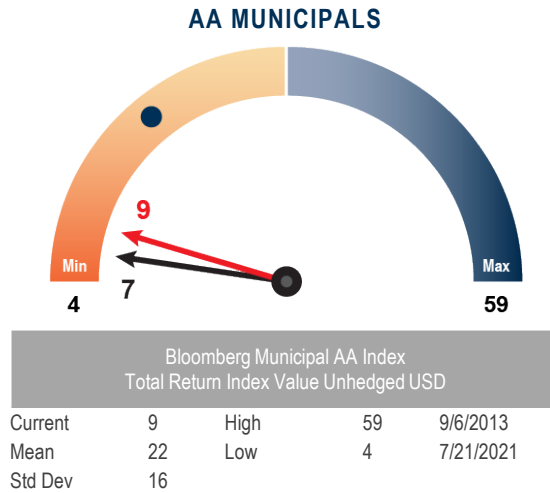 AA MUNICIPALS
9
7
Min
Max
4
59
Bloomberg Municipal AA Index
Total Return Index Value Unhedged USD
Current 9 High 59 9/6/2013
Mean 22 Low 4 7/21/2021
Std Dev 16